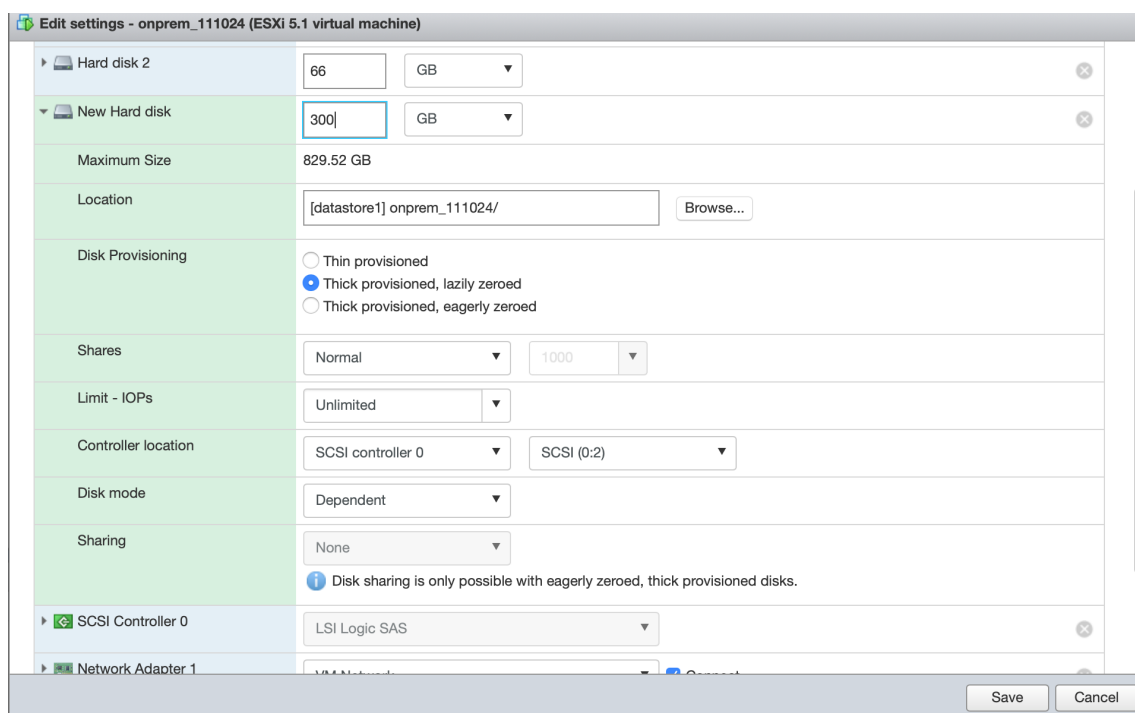 Edit settings - onprem_111024 (ESXi 5.1 virtual machine)
Hard disk 2 66 GB
New Hard disk 300 GB
Maximum Size 829.52 GB
Location [datastore1] onprem_111024/ Browse...
Disk Provisioning Thin provisioned
Thick provisioned, lazily zeroed
Thick provisioned, eagerly zeroed
Shares Normal 1000
Limit - IOPs Unlimited
Controller location SCSI controller 0 SCSI (0:2)
Disk mode Dependent
Sharing None
Disk sharing is only possible with eagerly zeroed, thick provisioned disks.
SCSI Controller 0 LSI Logic SAS
Network Adapter 1 VM Network Connect
Save Cancel